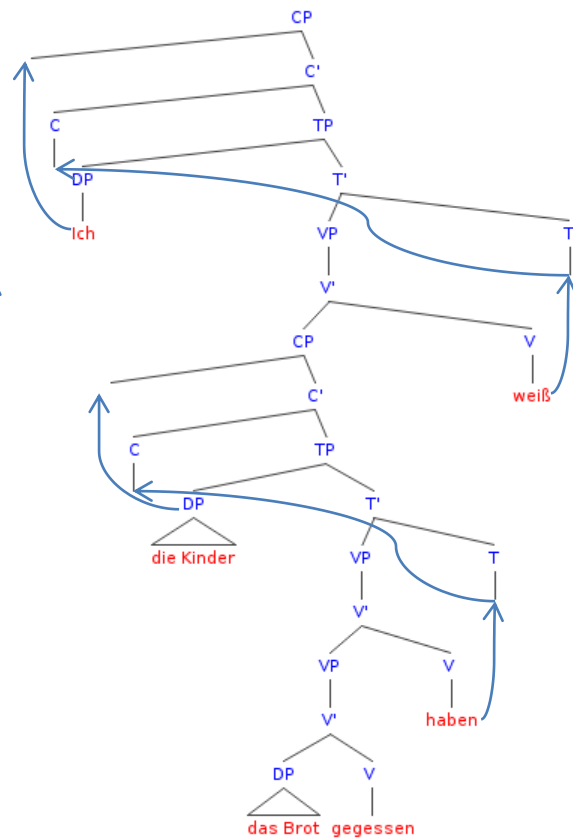 CP
C'
C TP
DP T'
Ich VP T
V'
CP V
C' weiß
C TP
DP T'
die Kinder VP T
V'
VP V
V' haben
DP V
das Brot gegessen